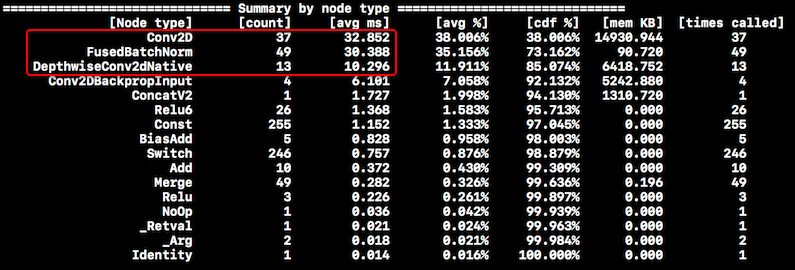 ============================== Summary by node type ==============================
[Node type] [count] [avg ms] [avg %] [cdf %] [mem KB] [times called]
Conv2D 37 32.852 38.006% 38.006% 14930.944 37
FusedBatchNorm 49 30.388 35.156% 73.162% 90.720 49
DepthwiseConv2dNative 13 10.296 11.911% 85.074% 6418.752 13
Conv2DBackpropInput 4 6.101 7.058% 92.132% 5242.880 4
ConcatV2 1 1.727 1.998% 94.130% 1310.720 1
Relu6 26 1.368 1.583% 95.713% 0.000 26
Const 255 1.152 1.333% 97.045% 0.000 255
BiasAdd 5 0.828 0.958% 98.003% 0.000 5
Switch 246 0.757 0.876% 98.879% 0.000 246
Add 10 0.372 0.430% 99.309% 0.000 10
Merge 49 0.282 0.326% 99.636% 0.196 49
Relu 3 0.226 0.261% 99.897% 0.000 3
NoOp 1 0.036 0.042% 99.939% 0.000 1
_Retval 1 0.021 0.024% 99.963% 0.000 1
_Arg 2 0.018 0.021% 99.984% 0.000 2
Identity 1 0.014 0.016% 100.000% 0.000 1